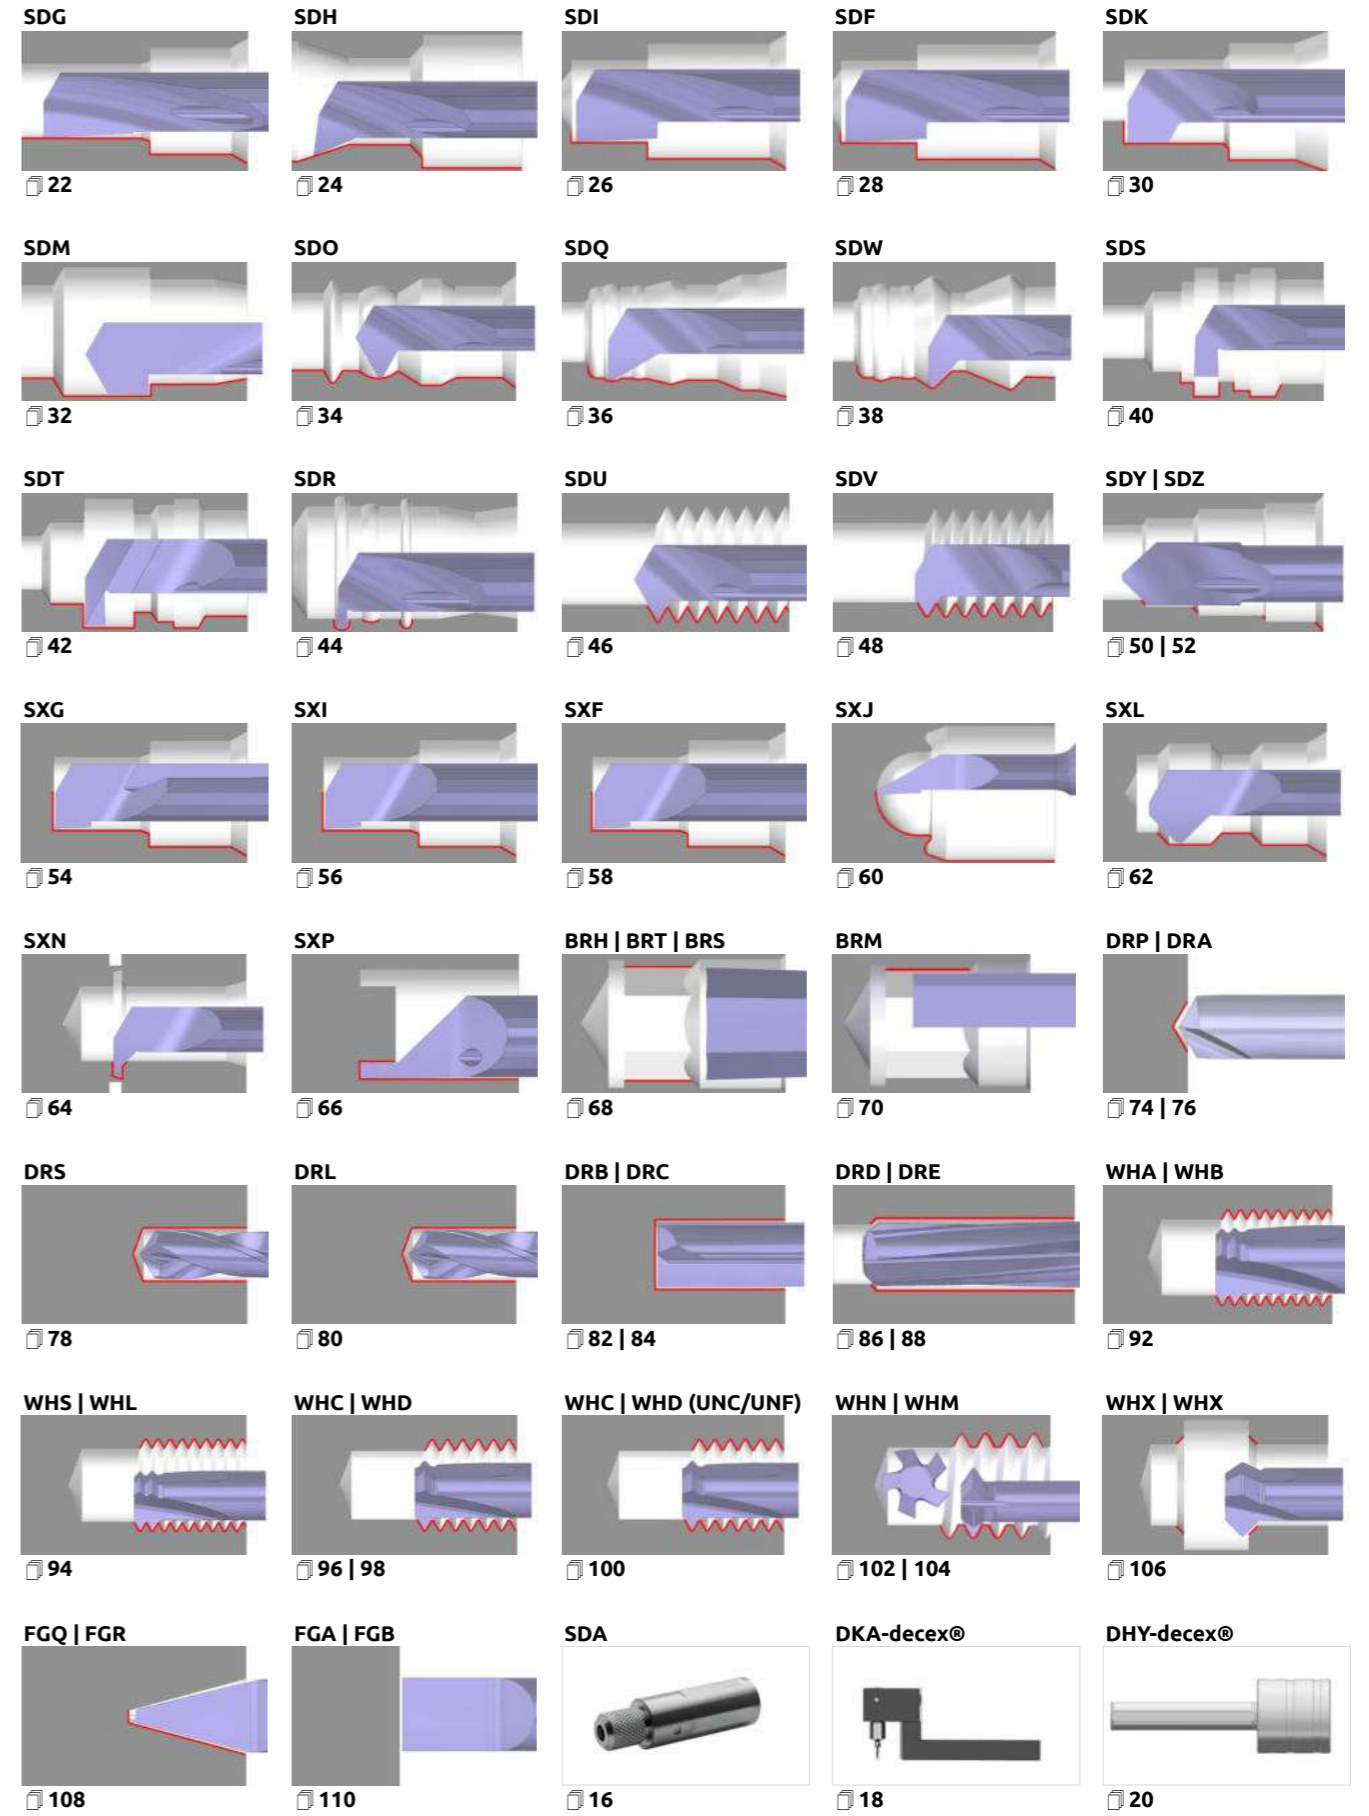 SDG SDH SDI SDF SDK
22 24 26 28 30
SDM SDO SDQ SDW SDS
32 34 36 38 40
SDT SDR SDU SDV SDY | SDZ
42 44 46 48 50 | 52
SXG SXI SXF SXJ SXL
54 56 58 60 62
SXN SXP BRH | BRT | BRS BRM DRP | DRA
64 66 68 70 74 | 76
DRS DRL DRB | DRC DRD | DRE WHA | WHB
78 80 82 | 84 86 | 88 92
WHS | WHL WHC | WHD WHC | WHD (UNC/UNF) WHN | WHM WHX | WHX
94 96 | 98 100 102 | 104 106
FGQ | FGR FGA | FGB SDA DKA-decex® DHY-decex®
108 110 16 18 20